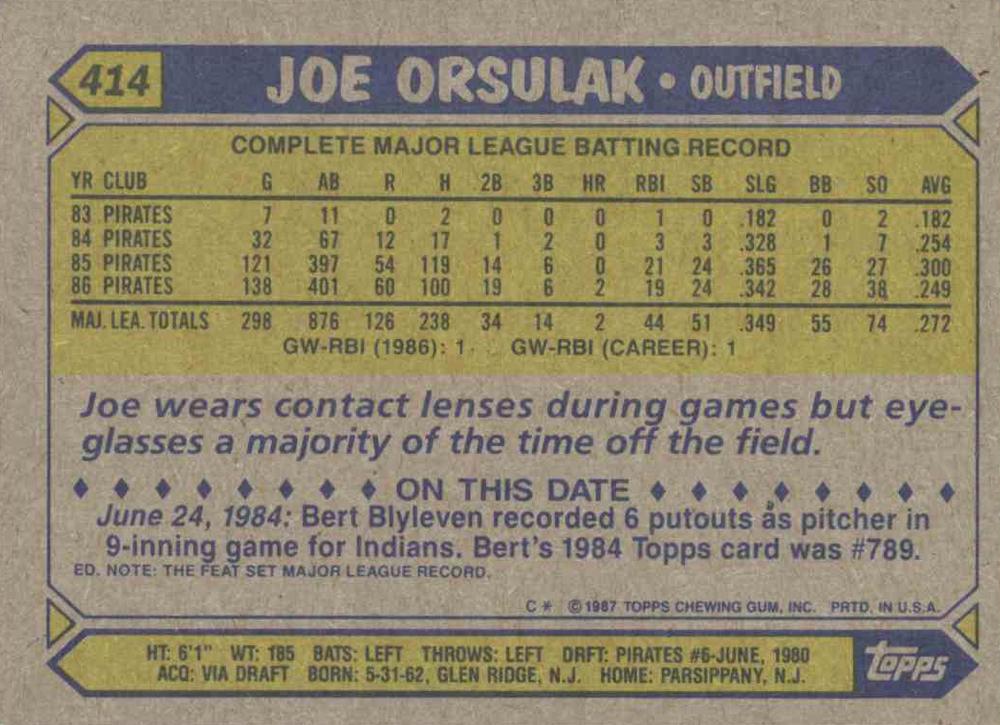 414 JOE ORSULAK • OUTFIELD
COMPLETE MAJOR LEAGUE BATTING RECORD
YR CLUB G AB R H 2B 3B HR RBI SB SLG BB SO AVG
83 PIRATES 7 11 0 2 0 0 0 1 0 .182 0 2 .182
84 PIRATES 32 67 12 17 1 2 0 3 3 .328 1 7 .254
85 PIRATES 121 397 54 119 14 6 0 21 24 .365 26 27 .300
86 PIRATES 138 401 60 100 19 6 2 19 24 .342 28 38 .249
MAJ. LEA. TOTALS 298 876 126 238 34 14 2 44 51 .349 55 74 .272
GW-RBI (1986): 1 GW-RBI (CAREER): 1
Joe wears contact lenses during games but eye-
glasses a majority of the time off the field.
♦ ♦ ♦ ♦ ♦ ♦ ♦ ♦ ON THIS DATE ♦ ♦ ♦ ♦ ♦ ♦ ♦ ♦
June 24, 1984: Bert Blyleven recorded 6 putouts as pitcher in
9-inning game for Indians. Bert's 1984 Topps card was #789.
ED. NOTE: THE FEAT SET MAJOR LEAGUE RECORD.
C * © 1987 TOPPS CHEWING GUM, INC. PRTD. IN U.S.A.
HT: 6'1" WT: 185 BATS: LEFT THROWS: LEFT DRFT: PIRATES #6-JUNE, 1980
ACQ: VIA DRAFT BORN: 5-31-62, GLEN RIDGE, N.J. HOME: PARSIPPANY, N.J.
topps